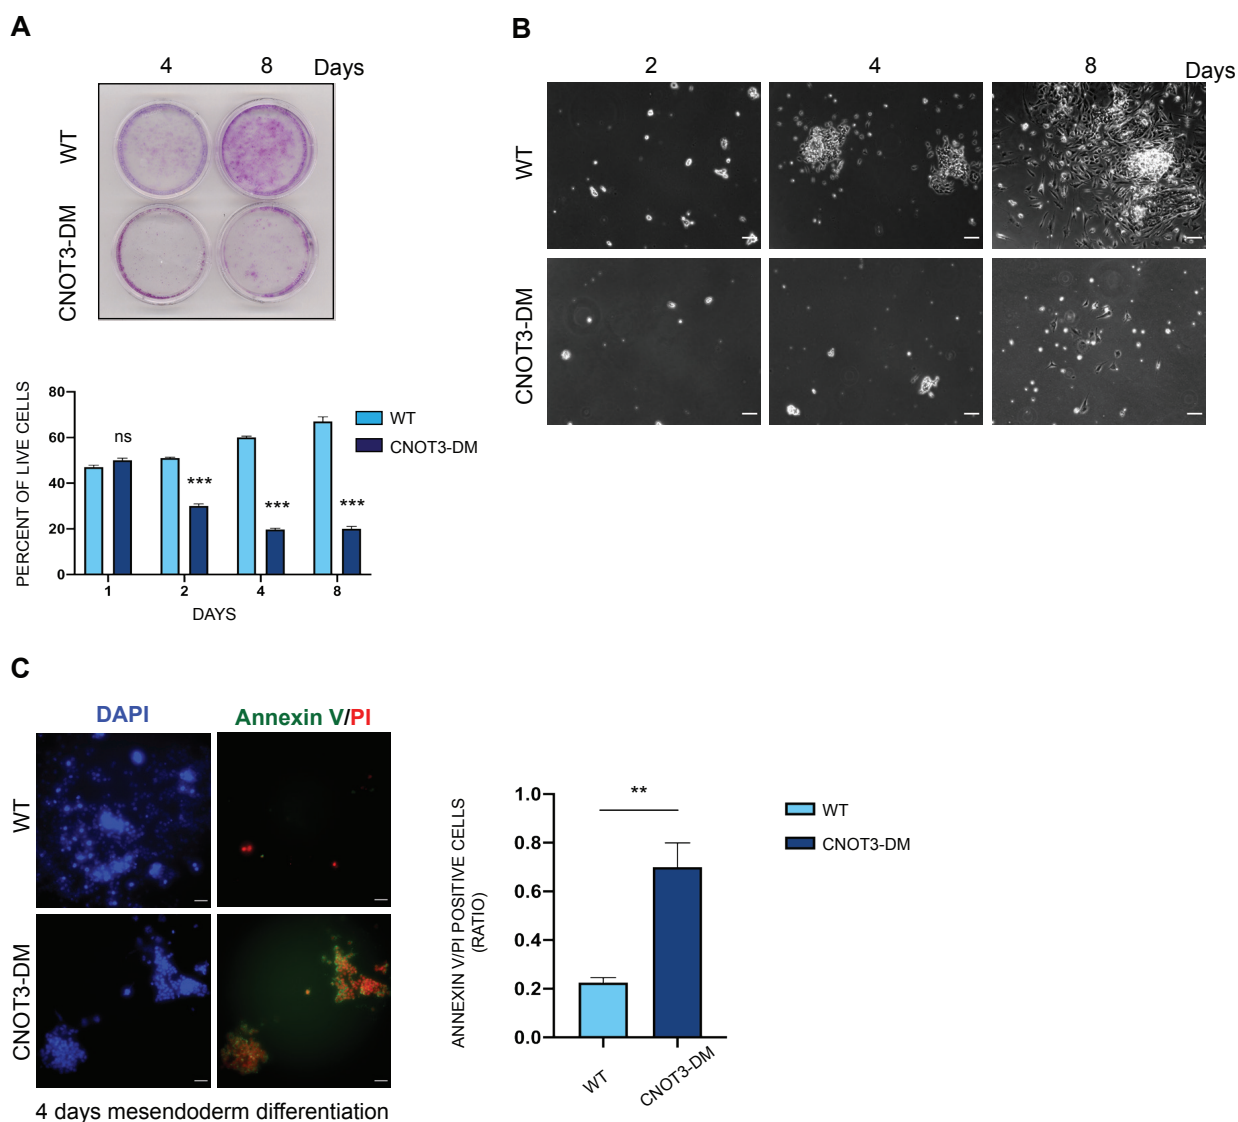 A
4 8 Days
WT
CNOT3-DM
PERCENT OF LIVE CELLS
80
60
40
20
0
ns
***
***
***
1 2 4 8
DAYS
WT
CNOT3-DM
B
2 4 8 Days
WT
CNOT3-DM
C
DAPI Annexin V/PI
WT
CNOT3-DM
4 days mesendoderm differentiation
ANNEXIN V/PI POSITIVE CELLS
(RATIO)
1.0
0.8
0.6
0.4
0.2
0.0
**
WT CNOT3-DM
WT
CNOT3-DM